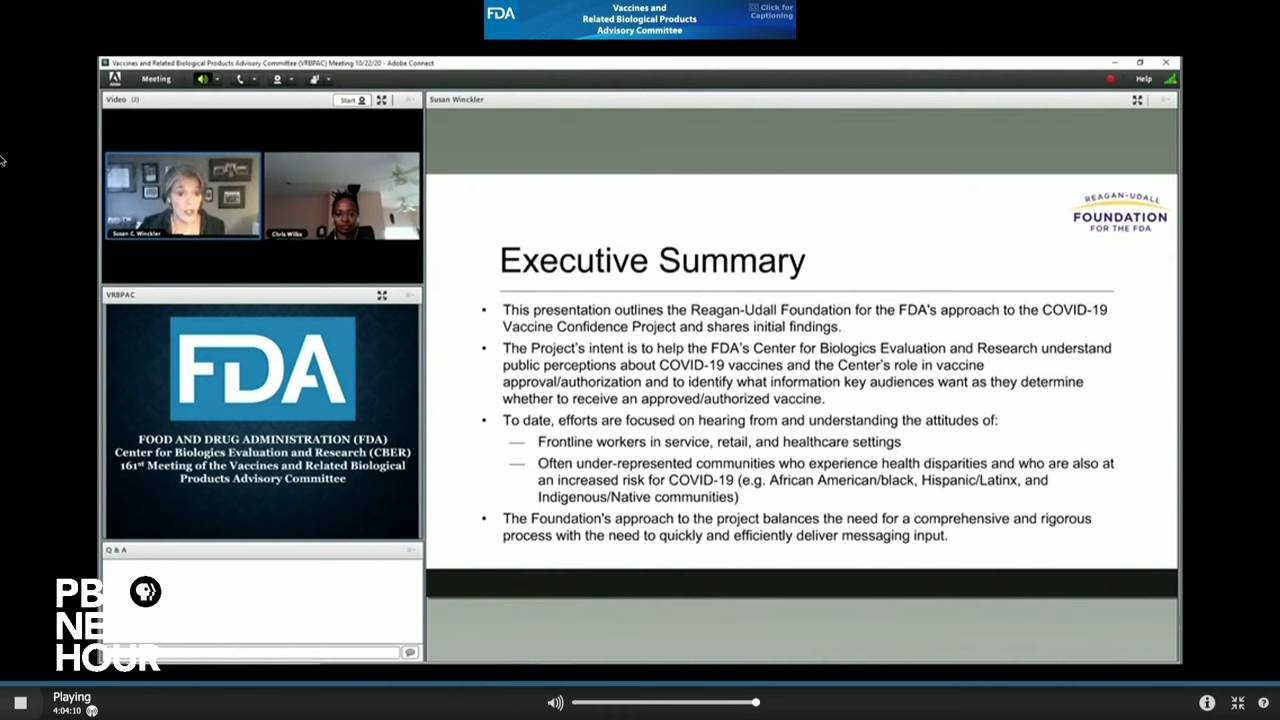 FDA
Vaccines and
Related Biological Products
Advisory Committee
CC Click for
Captioning
Vaccines and Related Biological Products Advisory Committee (VRBPAC) Meeting 10/22/20 - Adobe Connect
Meeting
Help
Video (2)
Start
Susan Winckler
Susan C. Winckler
Chris Wilks
REAGAN-UDALL
FOUNDATION
FOR THE FDA
Executive Summary
• This presentation outlines the Reagan-Udall Foundation for the FDA's approach to the COVID-19
Vaccine Confidence Project and shares initial findings.
• The Project's intent is to help the FDA's Center for Biologics Evaluation and Research understand
public perceptions about COVID-19 vaccines and the Center's role in vaccine
approval/authorization and to identify what information key audiences want as they determine
whether to receive an approved/authorized vaccine.
• To date, efforts are focused on hearing from and understanding the attitudes of:
— Frontline workers in service, retail, and healthcare settings
— Often under-represented communities who experience health disparities and who are also at
an increased risk for COVID-19 (e.g. African American/black, Hispanic/Latinx, and
Indigenous/Native communities)
• The Foundation's approach to the project balances the need for a comprehensive and rigorous
process with the need to quickly and efficiently deliver messaging input.
VRBPAC
FDA
FOOD AND DRUG ADMINISTRATION (FDA)
Center for Biologics Evaluation and Research (CBER)
161st Meeting of the Vaccines and Related Biological
Products Advisory Committee
Q & A
PBS
NEWS
HOUR
Playing
4:04:10